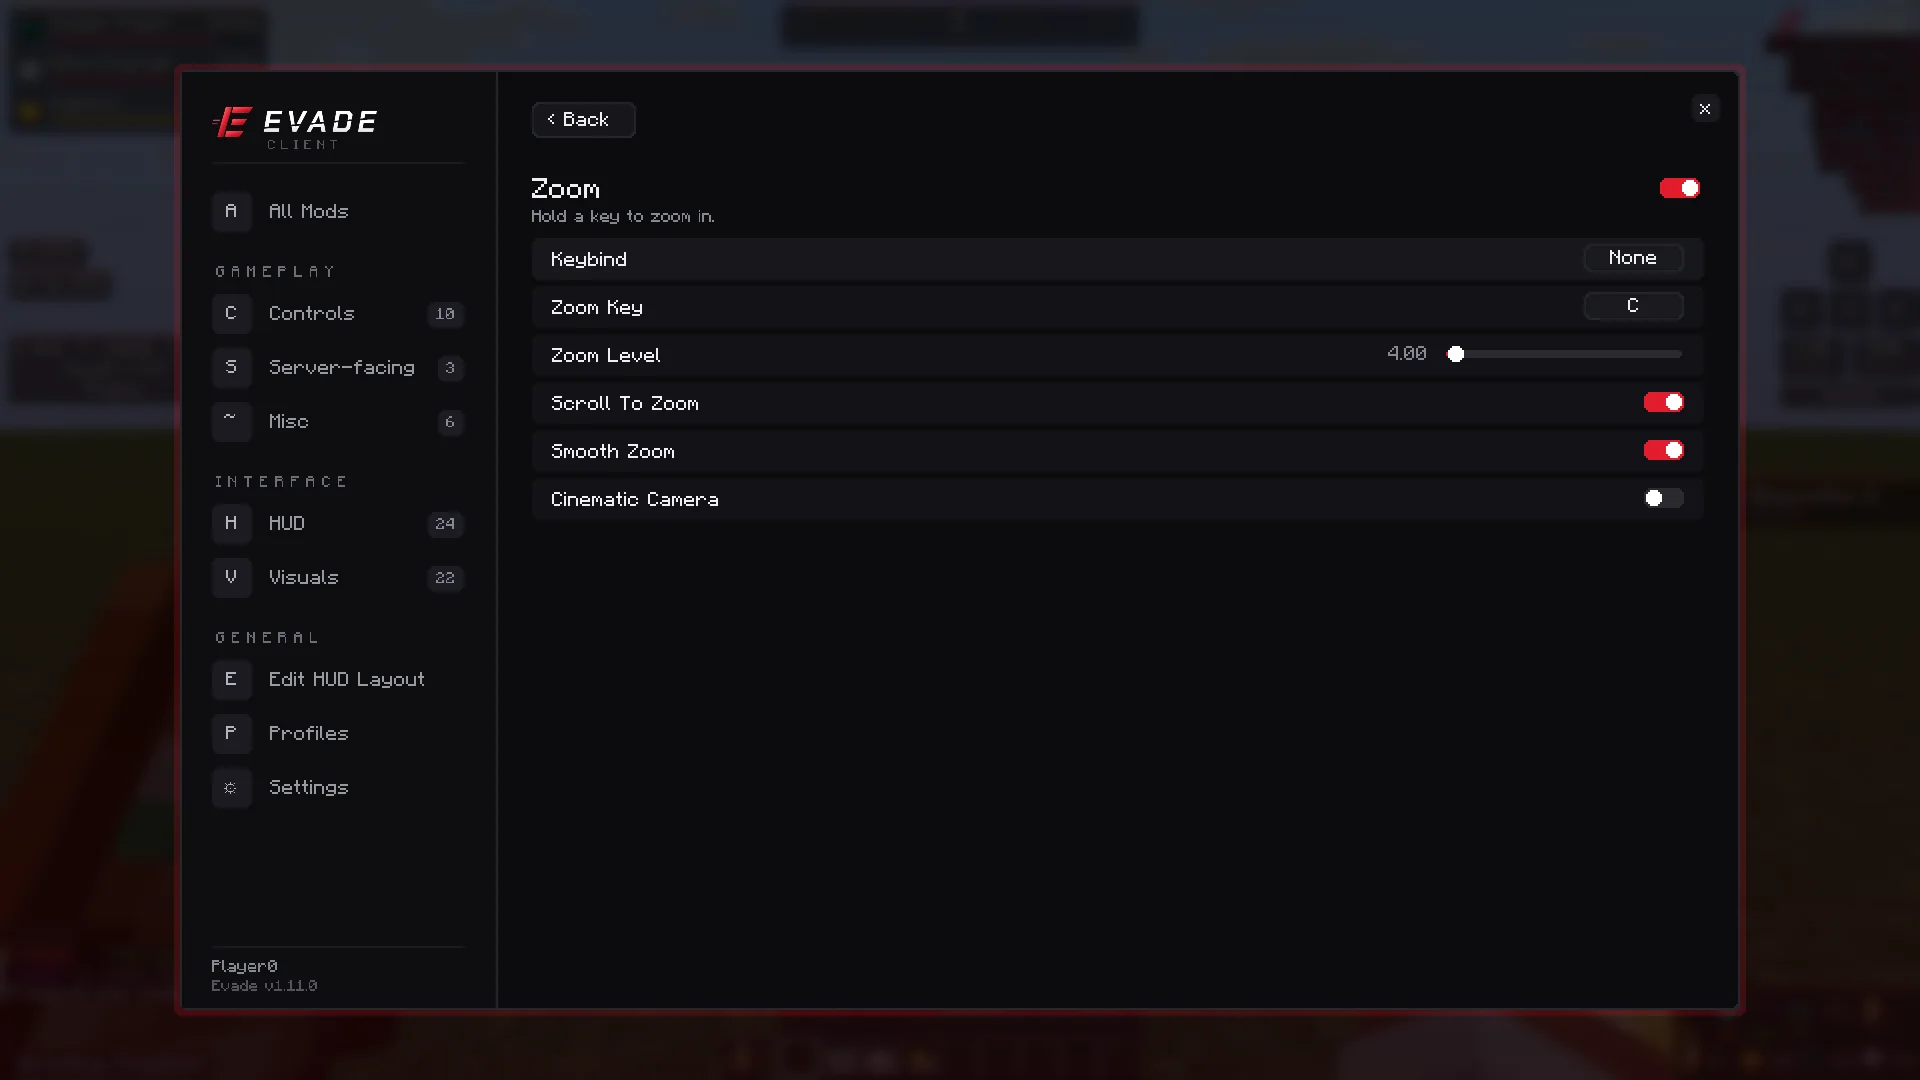 EVADE
CLIENT
A All Mods
GAMEPLAY
C Controls 10
S Server-facing 3
~ Misc 6
INTERFACE
H HUD 24
V Visuals 22
GENERAL
E Edit HUD Layout
P Profiles
Settings
Player0
Evade v1.11.0
‹ Back
×
Zoom
Hold a key to zoom in.
Keybind None
Zoom Key C
Zoom Level 4.00
Scroll To Zoom
Smooth Zoom
Cinematic Camera